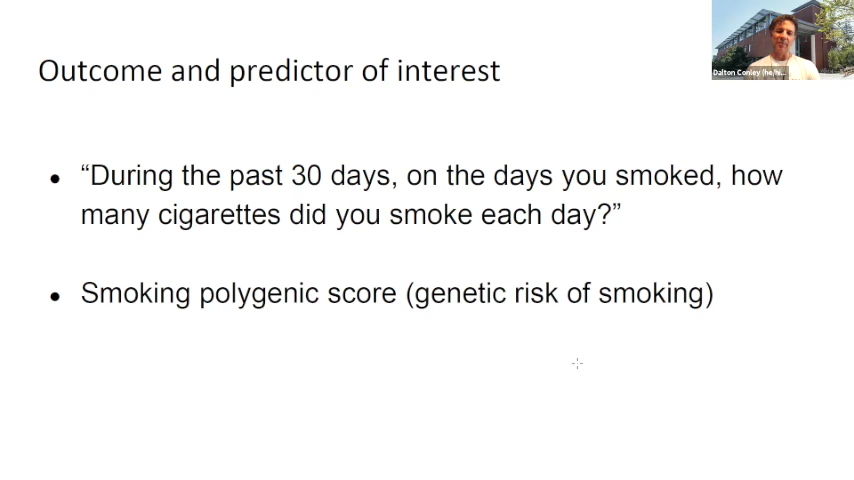 Dalton Conley (he/hi...
Outcome and predictor of interest
• “During the past 30 days, on the days you smoked, how
many cigarettes did you smoke each day?”
• Smoking polygenic score (genetic risk of smoking)